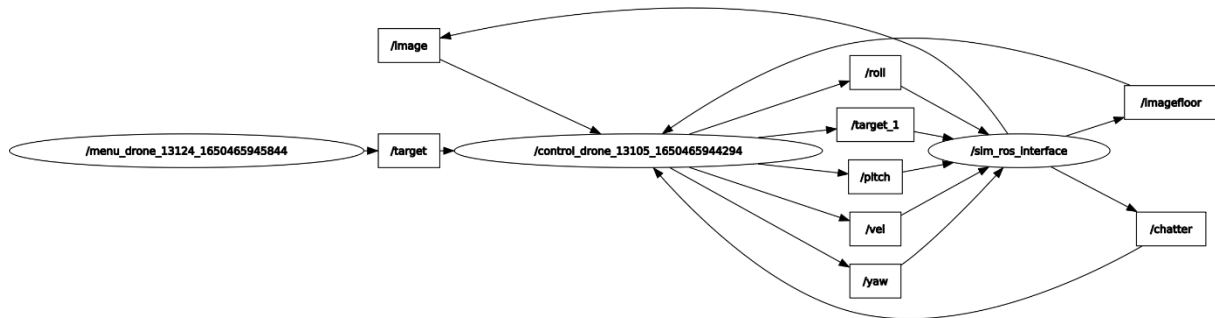 /image
/roll
/imagefloor
/target_1
/menu_drone_13124_1650465945844
/target
/control_drone_13105_1650465944294
/sim_ros_interface
/pitch
/vel
/chatter
/yaw